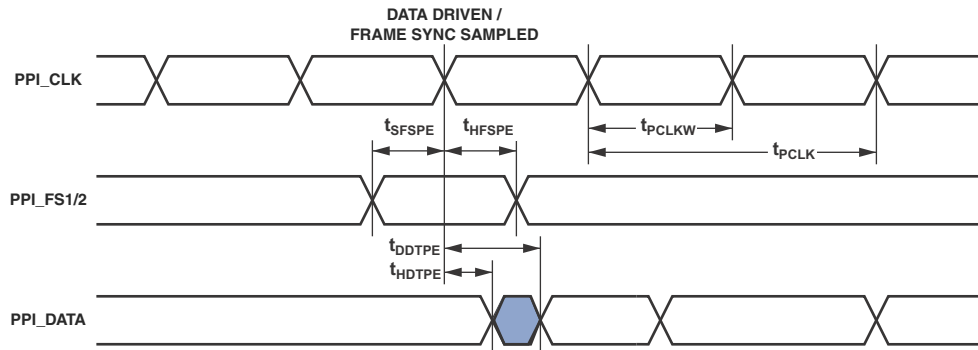 DATA DRIVEN /
FRAME SYNC SAMPLED
PPI_CLK
tSFSPE
tHFSPE
tPCLKW
tPCLK
PPI_FS1/2
tDDTPE
tHDTPE
PPI_DATA